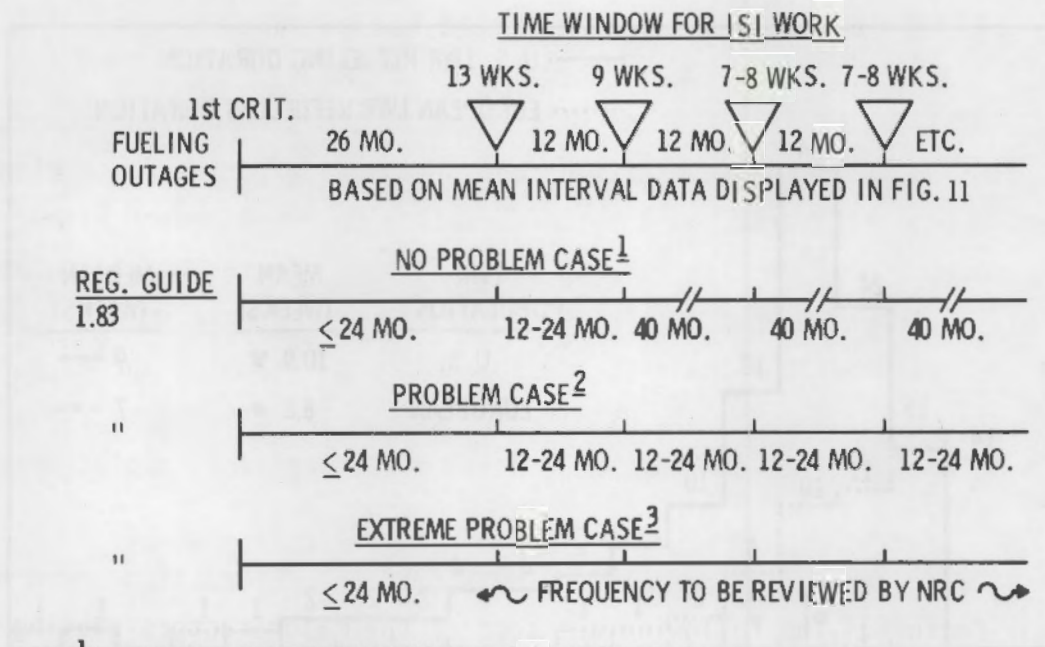 TIME WINDOW FOR ISI WORK
13 WKS. 9 WKS. 7-8 WKS. 7-8 WKS.
1st CRIT.
FUELING OUTAGES 26 MO. 12 MO. 12 MO. 12 MO. ETC.
BASED ON MEAN INTERVAL DATA DISPLAYED IN FIG. 11
NO PROBLEM CASE1
REG. GUIDE
1.83
≤24 MO. 12-24 MO. 40 MO. 40 MO. 40 MO.
PROBLEM CASE2
"
≤24 MO. 12-24 MO. 12-24 MO. 12-24 MO. 12-24 MO.
EXTREME PROBLEM CASE3
"
≤24 MO. FREQUENCY TO BE REVIEWED BY NRC
1